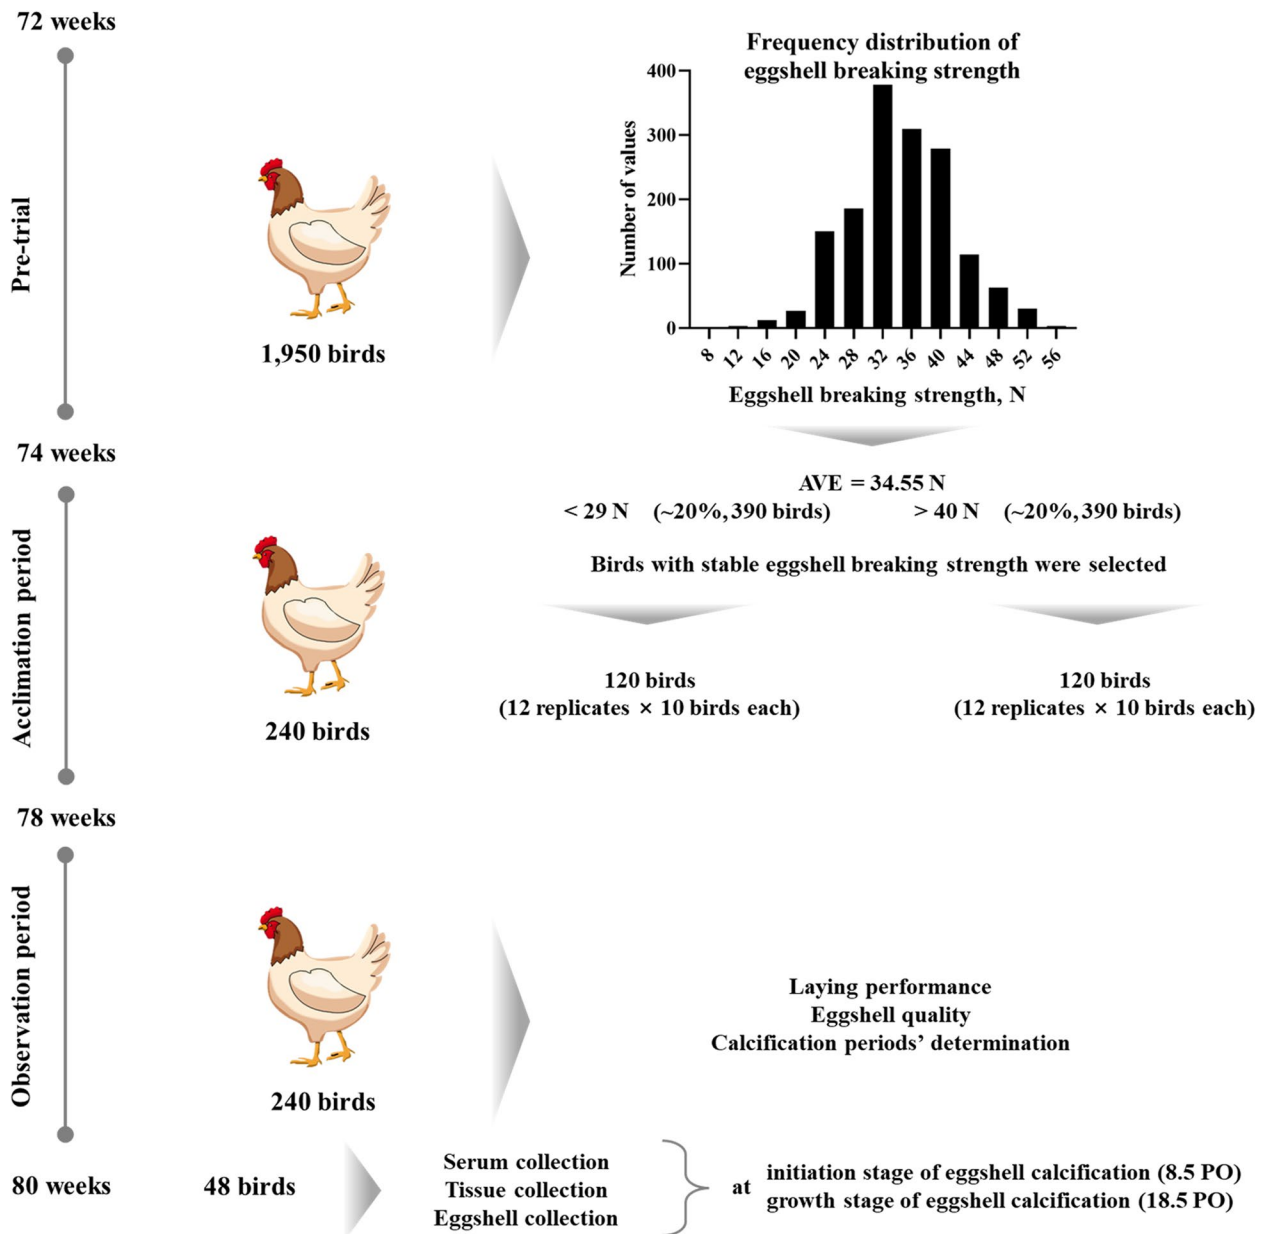 72 weeks
Pre-trial
1,950 birds
Frequency distribution of
eggshell breaking strength
Number of values
400
300
200
100
0
8 12 16 20 24 28 32 36 40 44 48 52 56
Eggshell breaking strength, N
74 weeks
AVE = 34.55 N
< 29 N (~20%, 390 birds) > 40 N (~20%, 390 birds)
Birds with stable eggshell breaking strength were selected
Acclimation period
240 birds
120 birds
(12 replicates × 10 birds each)
120 birds
(12 replicates × 10 birds each)
78 weeks
Observation period
240 birds
Laying performance
Eggshell quality
Calcification periods’ determination
80 weeks
48 birds
Serum collection
Tissue collection
Eggshell collection
at
initiation stage of eggshell calcification (8.5 PO)
growth stage of eggshell calcification (18.5 PO)